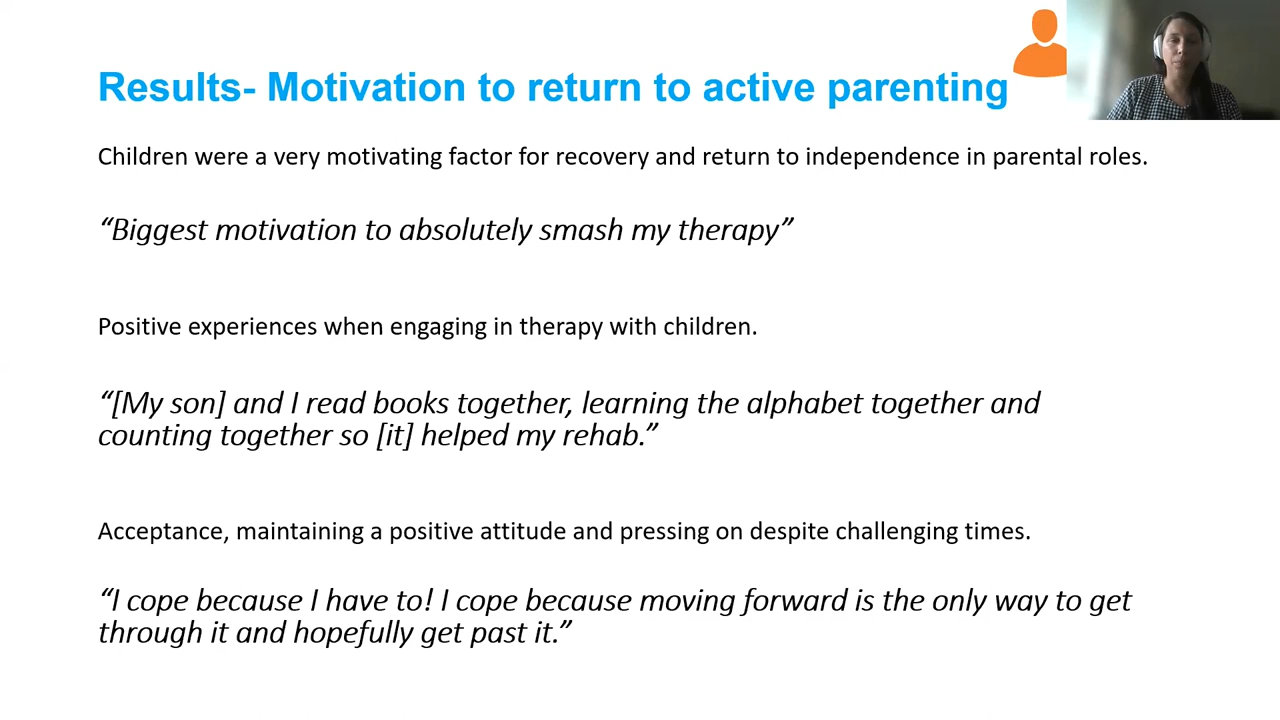 Results- Motivation to return to active parenting
Children were a very motivating factor for recovery and return to independence in parental roles.
“Biggest motivation to absolutely smash my therapy”
Positive experiences when engaging in therapy with children.
“[My son] and I read books together, learning the alphabet together and
counting together so [it] helped my rehab.”
Acceptance, maintaining a positive attitude and pressing on despite challenging times.
“I cope because I have to! I cope because moving forward is the only way to get
through it and hopefully get past it.”